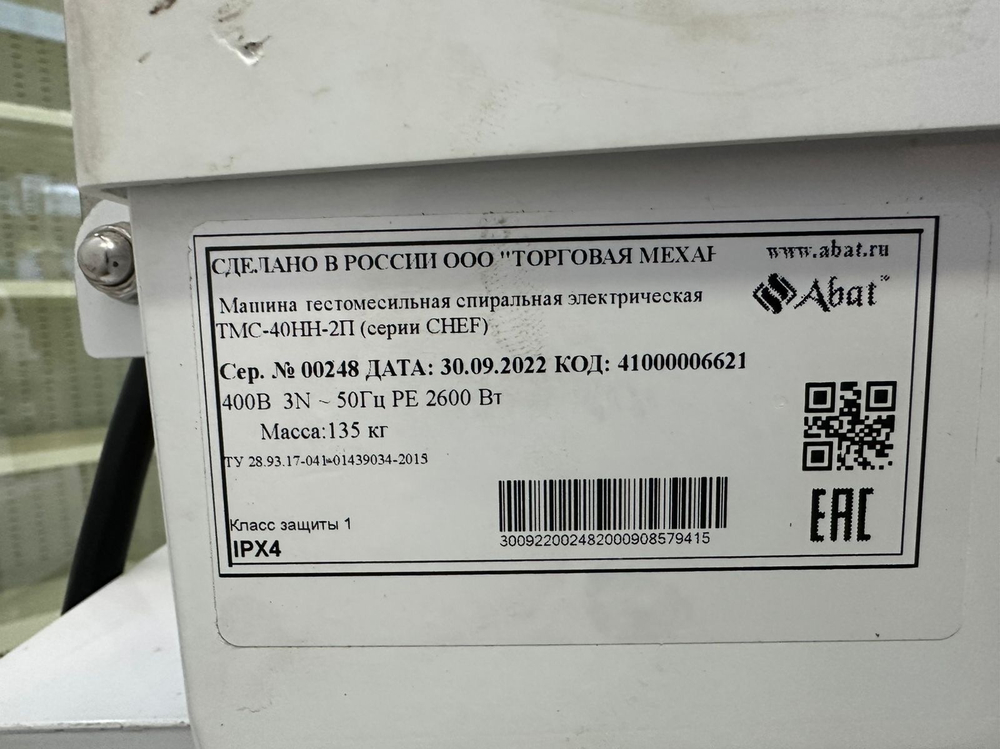 СДЕЛАНО В РОССИИ ООО "ТОРГОВАЯ МЕХАН
www.abat.ru
Abat™
Машина тестомесильная спиральная электрическая
ТМС-40НН-2П (серии CHEF)
Сер. № 00248 ДАТА: 30.09.2022 КОД: 41000006621
400В 3N ~ 50Гц PE 2600 Вт
Масса:135 кг
ТУ 28.93.17-041-01439034-2015
Класс защиты 1
IPX4
300922002482000908579415
EAC